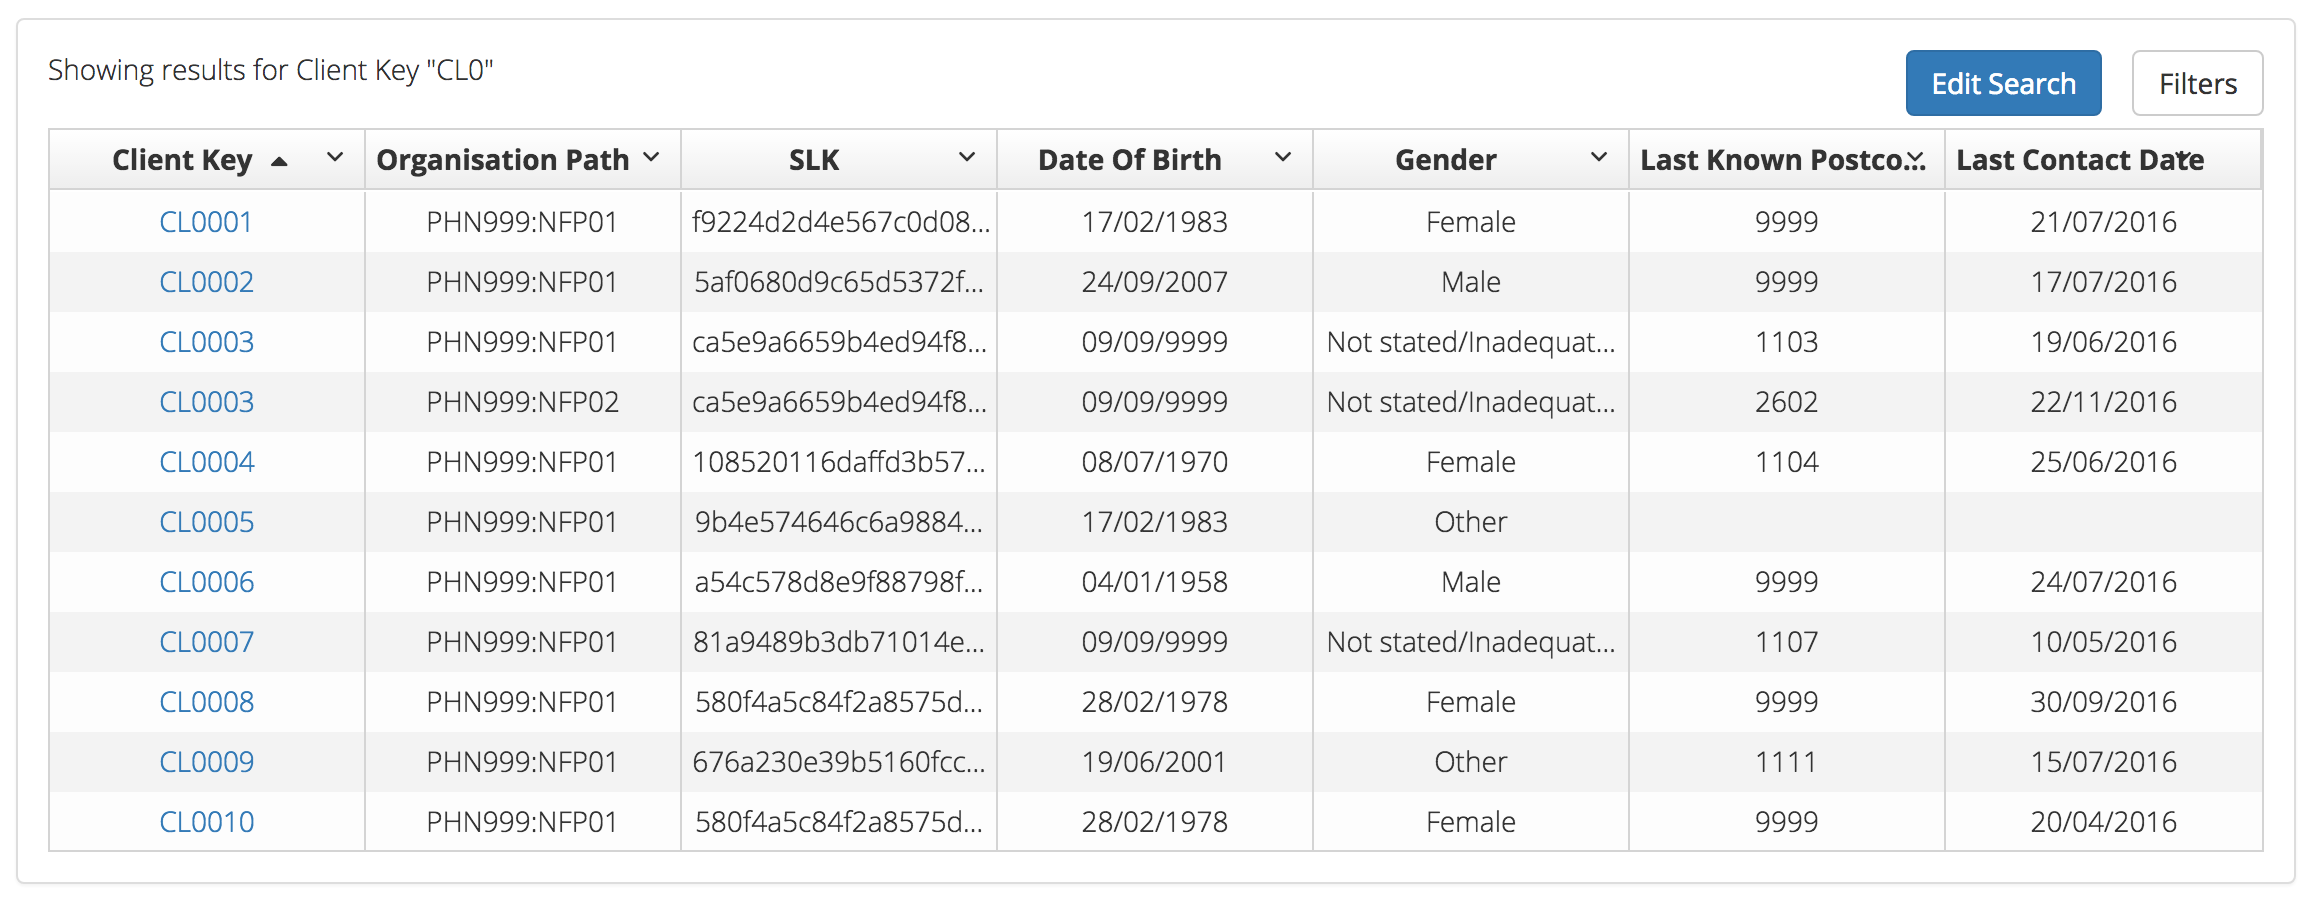 Showing results for Client Key "CL0"
Edit Search Filters
Client Key Organisation Path SLK Date Of Birth Gender Last Known Postco... Last Contact Date
CL0001 PHN999:NFP01 f9224d2d4e567c0d08... 17/02/1983 Female 9999 21/07/2016
CL0002 PHN999:NFP01 5af0680d9c65d5372f... 24/09/2007 Male 9999 17/07/2016
CL0003 PHN999:NFP01 ca5e9a6659b4ed94f8... 09/09/9999 Not stated/Inadequat... 1103 19/06/2016
CL0003 PHN999:NFP02 ca5e9a6659b4ed94f8... 09/09/9999 Not stated/Inadequat... 2602 22/11/2016
CL0004 PHN999:NFP01 108520116daffd3b57... 08/07/1970 Female 1104 25/06/2016
CL0005 PHN999:NFP01 9b4e574646c6a9884... 17/02/1983 Other
CL0006 PHN999:NFP01 a54c578d8e9f88798f... 04/01/1958 Male 9999 24/07/2016
CL0007 PHN999:NFP01 81a9489b3db71014e... 09/09/9999 Not stated/Inadequat... 1107 10/05/2016
CL0008 PHN999:NFP01 580f4a5c84f2a8575d... 28/02/1978 Female 9999 30/09/2016
CL0009 PHN999:NFP01 676a230e39b5160fcc... 19/06/2001 Other 1111 15/07/2016
CL0010 PHN999:NFP01 580f4a5c84f2a8575d... 28/02/1978 Female 9999 20/04/2016